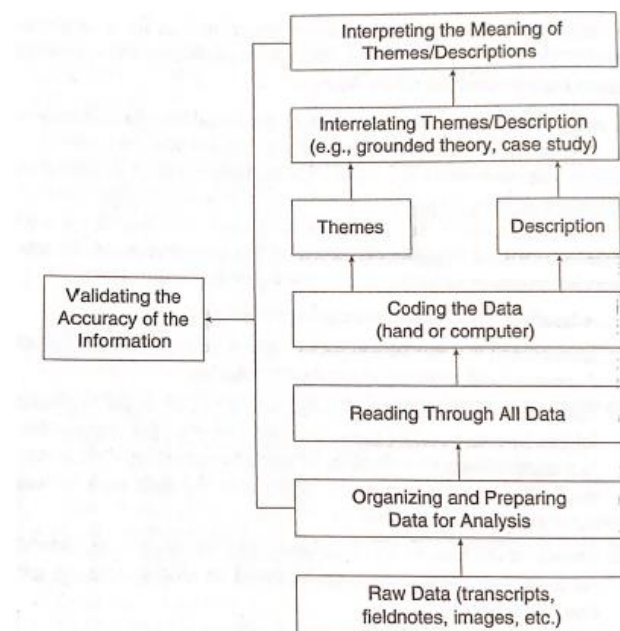 Interpreting the Meaning of
Themes/Descriptions
Interrelating Themes/Description
(e.g., grounded theory, case study)
Themes
Description
Validating the
Accuracy of the
Information
Coding the Data
(hand or computer)
Reading Through All Data
Organizing and Preparing
Data for Analysis
Raw Data (transcripts,
fieldnotes, images, etc.)